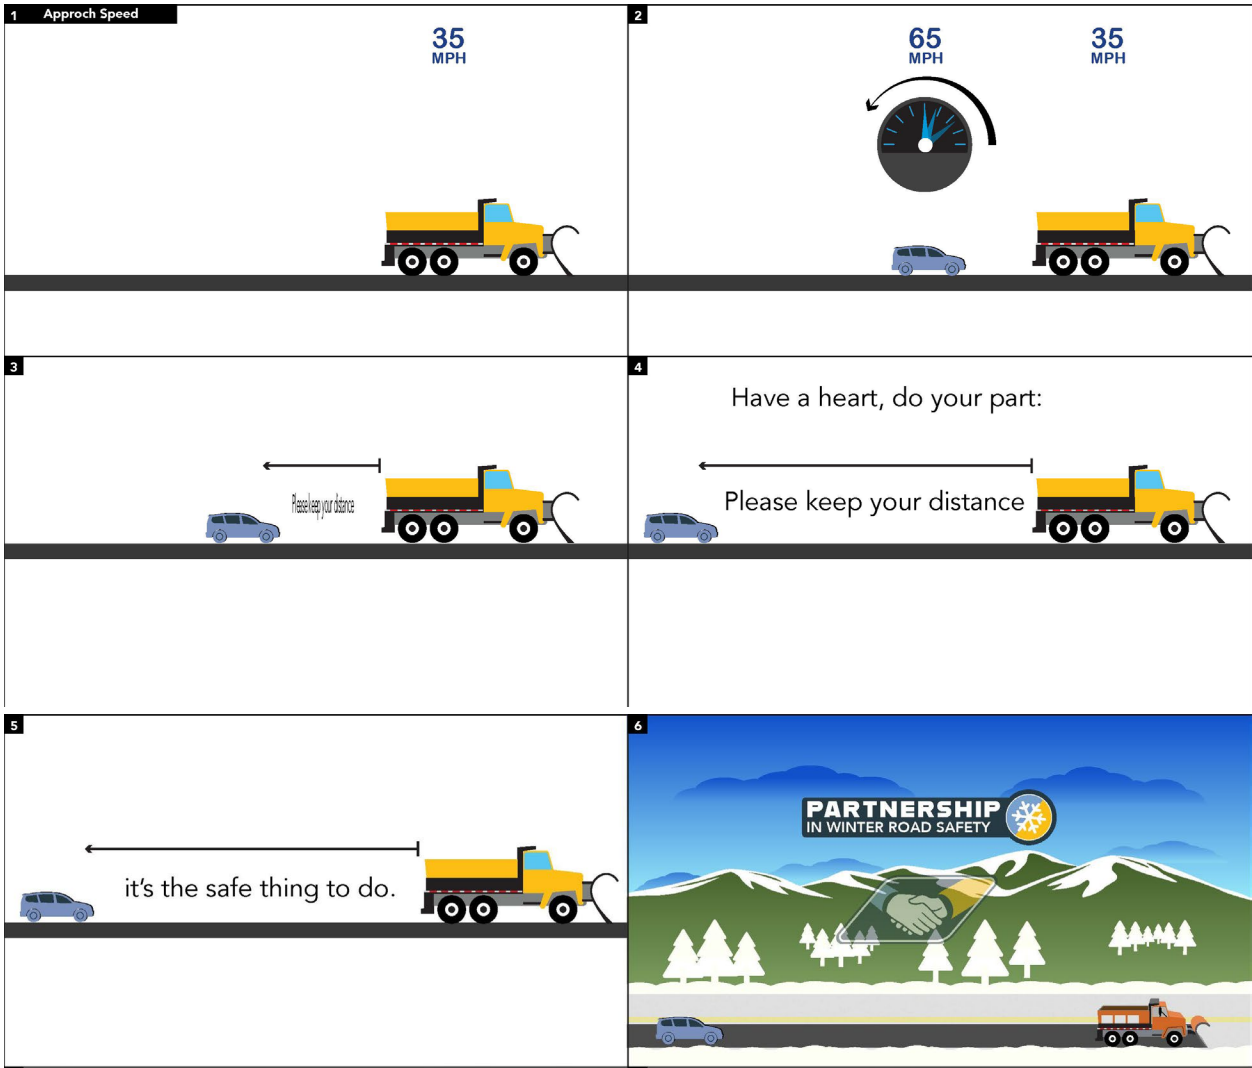 1 Approch Speed
35
MPH
2
65
MPH
35
MPH
3
Please keep your distance
4
Have a heart, do your part:
Please keep your distance
5
it's the safe thing to do.
6
PARTNERSHIP
IN WINTER ROAD SAFETY